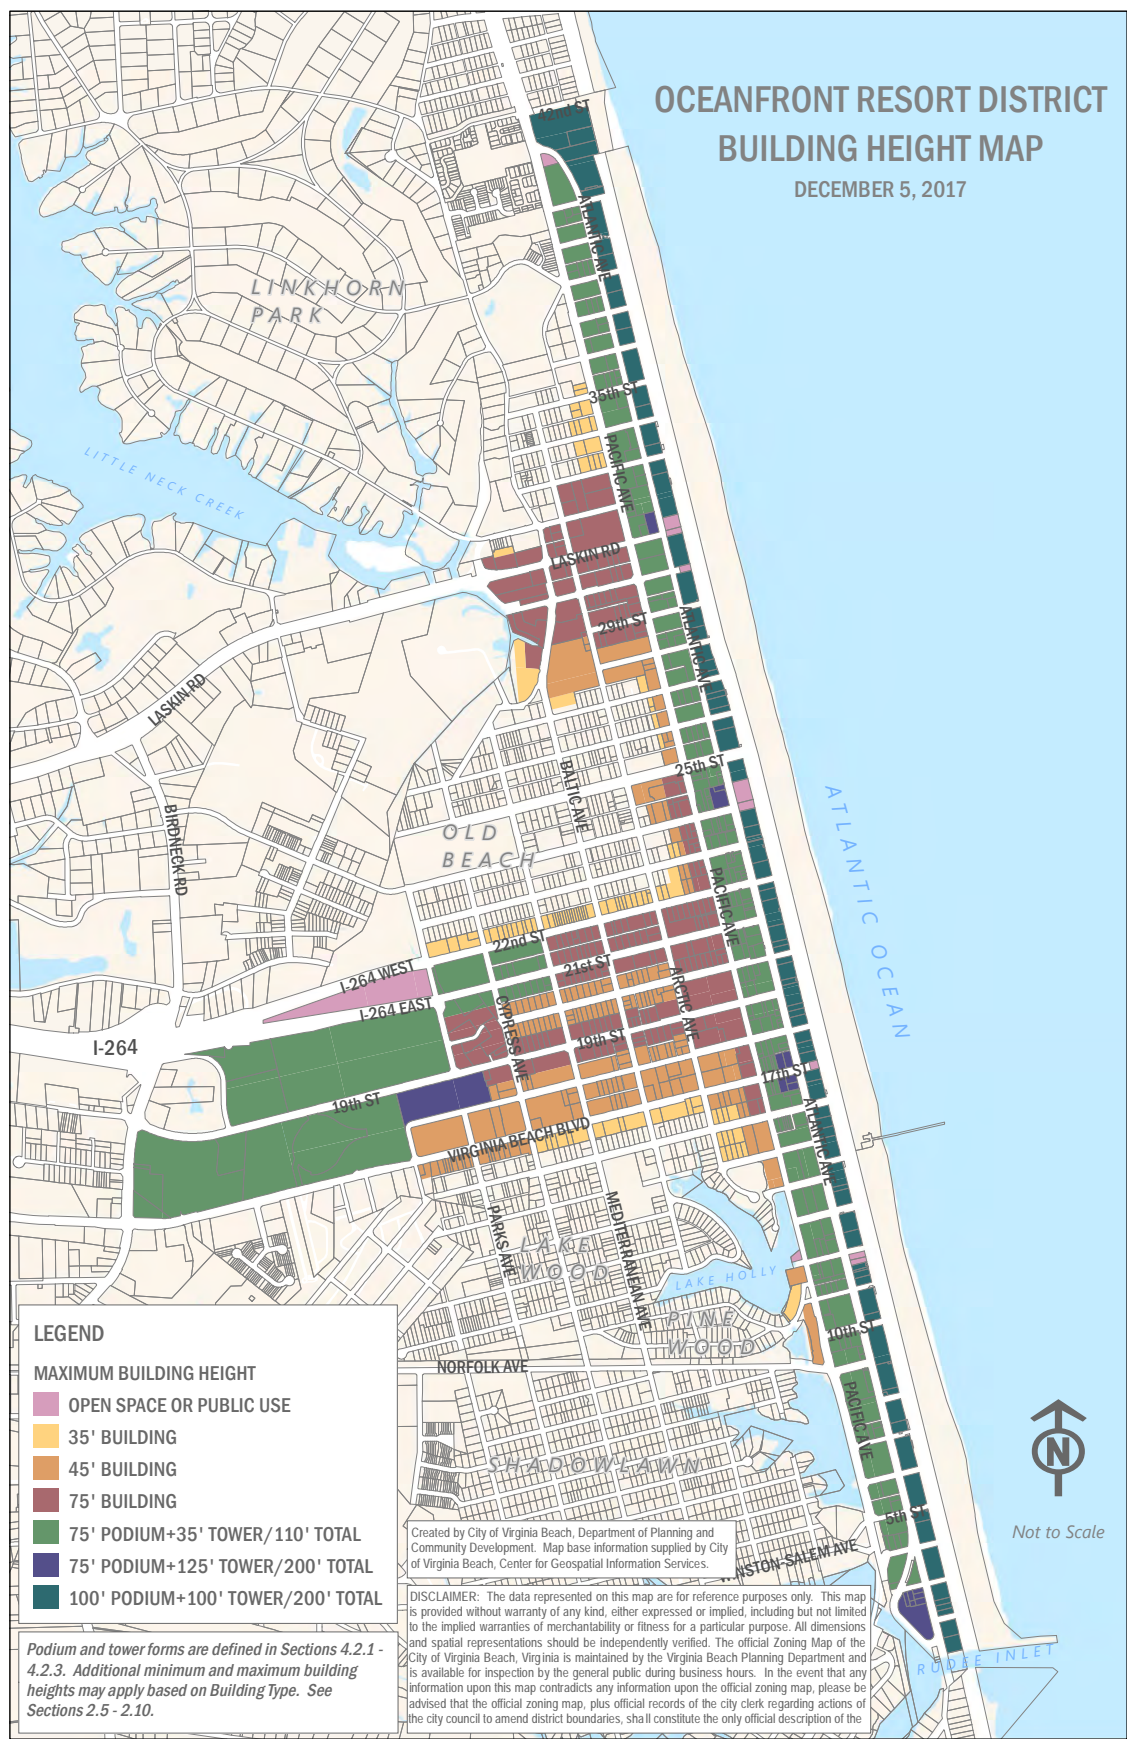 OCEANFRONT RESORT DISTRICT
BUILDING HEIGHT MAP
DECEMBER 5, 2017
42nd ST
ATLANTIC AVE
LINKHORN
PARK
35th ST
PACIFIC AVE
LITTLE NECK CREEK
LASKIN RD
29th ST
ATLANTIC AVE
LASKIN RD
25th ST
BALTIC AVE
ATLANTIC OCEAN
BIRDNECK RD
OLD
BEACH
PACIFIC AVE
22nd ST
21st ST
I-264 WEST
ARCTIC AVE
I-264 EAST
CYPRESS AVE
I-264
19th ST
17th ST
19th ST
ATLANTIC AVE
VIRGINIA BEACH BLVD
PARKS AVE
MEDITERRANEAN AVE
LAKE
WOOD
LAKE HOLLY
PINE
WOOD
10th ST
NORFOLK AVE
PACIFIC AVE
SHADOWLAWN
5th ST
WINSTON-SALEM AVE
RUDEE INLET
N
Not to Scale
LEGEND
MAXIMUM BUILDING HEIGHT
OPEN SPACE OR PUBLIC USE
35' BUILDING
45' BUILDING
75' BUILDING
75' PODIUM+35' TOWER/110' TOTAL
75' PODIUM+125' TOWER/200' TOTAL
100' PODIUM+100' TOWER/200' TOTAL
Podium and tower forms are defined in Sections 4.2.1 -
4.2.3. Additional minimum and maximum building
heights may apply based on Building Type. See
Sections 2.5 - 2.10.
Created by City of Virginia Beach, Department of Planning and
Community Development. Map base information supplied by City
of Virginia Beach, Center for Geospatial Information Services.
DISCLAIMER: The data represented on this map are for reference purposes only. This map
is provided without warranty of any kind, either expressed or implied, including but not limited
to the implied warranties of merchantability or fitness for a particular purpose. All dimensions
and spatial representations should be independently verified. The official Zoning Map of the
City of Virginia Beach, Virginia is maintained by the Virginia Beach Planning Department and
is available for inspection by the general public during business hours. In the event that any
information upon this map contradicts any information upon the official zoning map, please be
advised that the official zoning map, plus official records of the city clerk regarding actions of
the city council to amend district boundaries, shall constitute the only official description of the